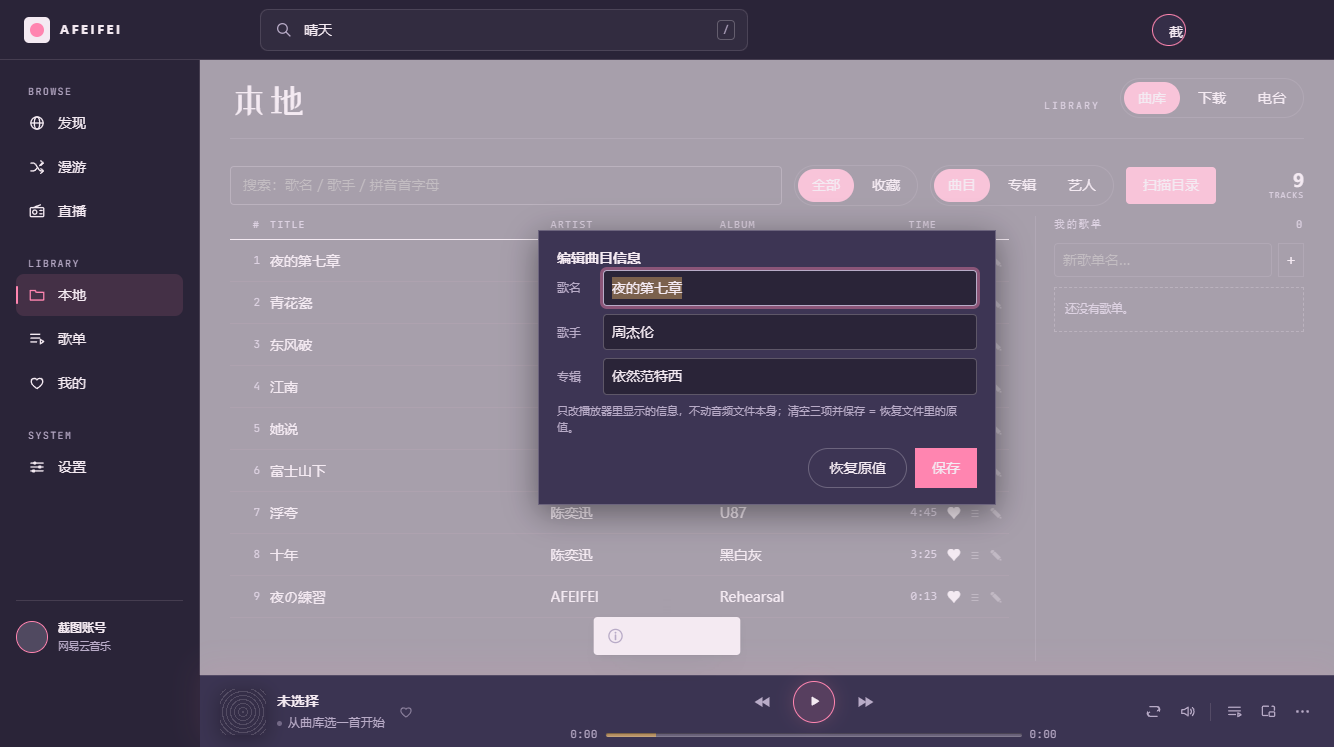 AFEIFEI
晴天
/
截
BROWSE
发现
漫游
直播
LIBRARY
本地
歌单
我的
SYSTEM
设置
截图账号
网易云音乐
本地
LIBRARY
曲库 下载 电台
搜索: 歌名 / 歌手 / 拼音首字母
全部 收藏
曲目 专辑 艺人
扫描目录
9
TRACKS
# TITLE ARTIST ALBUM TIME
1 夜的第七章
2 青花瓷
3 东风破
4 江南
5 她说
6 富士山下
7 浮夸 陈奕迅 U87 4:45
8 十年 陈奕迅 黑白灰 3:25
9 夜の練習 AFEIFEI Rehearsal 0:13
编辑曲目信息
歌名 夜的第七章
歌手 周杰伦
专辑 依然范特西
只改播放器里显示的信息，不动音频文件本身；清空三项并保存 = 恢复文件里的原
值。
恢复原值 保存
我的歌单 0
新歌单名... +
还没有歌单。
未选择
从曲库选一首开始
0:00 0:00